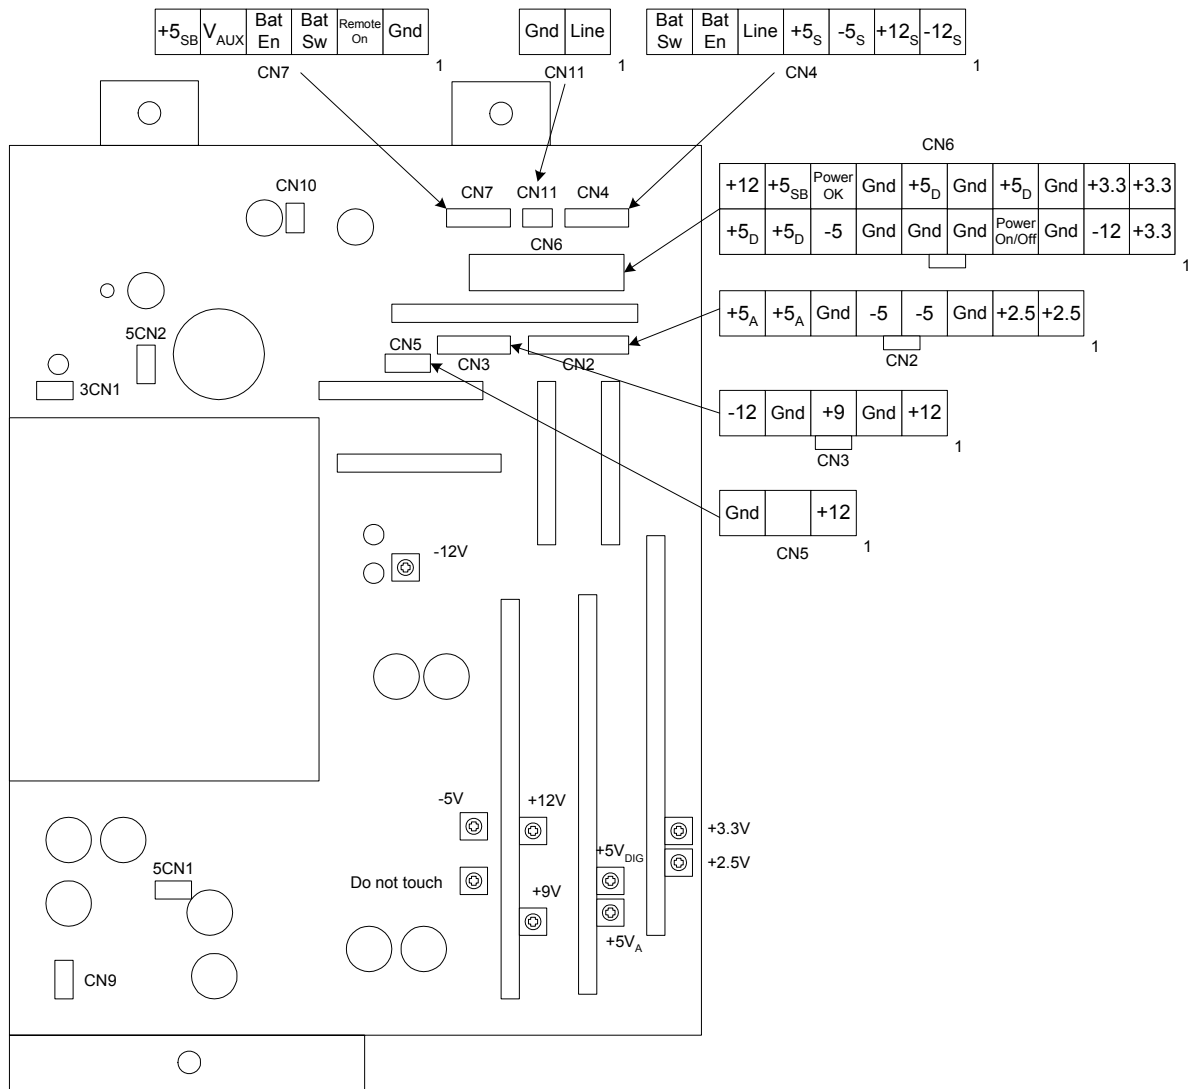 +5SB VAUX Bat En Bat Sw Remote On Gnd
1
CN7
Gnd Line
1
CN11
Bat Sw Bat En Line +5S -5S +12S -12S
1
CN4
CN6
+12 +5SB Power OK Gnd +5D Gnd +5D Gnd +3.3 +3.3
+5D +5D -5 Gnd Gnd Gnd Power On/Off Gnd -12 +3.3
1
CN10
CN7
CN11
CN4
CN6
+5A +5A Gnd -5 -5 Gnd +2.5 +2.5
1
CN2
5CN2
CN5
CN3
CN2
3CN1
-12 Gnd +9 Gnd +12
1
CN3
Gnd +12
1
CN5
-12V
-5V
+12V
+3.3V
+5VDIG
+2.5V
5CN1
Do not touch
+9V
+5VA
CN9